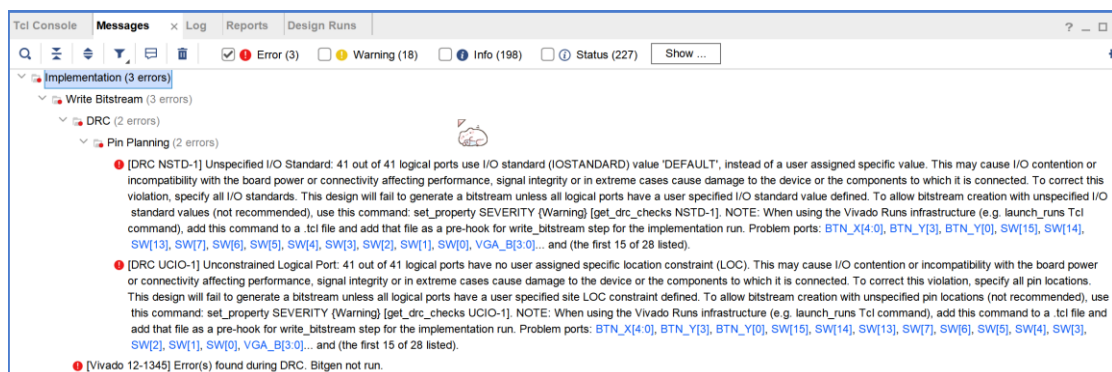 Tcl Console Messages × Log Reports Design Runs ? _
Error (3) Warning (18) Info (198) Status (227) Show ...
Implementation (3 errors)
Write Bitstream (3 errors)
DRC (2 errors)
Pin Planning (2 errors)
[DRC NSTD-1] Unspecified I/O Standard: 41 out of 41 logical ports use I/O standard (IOSTANDARD) value 'DEFAULT', instead of a user assigned specific value. This may cause I/O contention or
incompatibility with the board power or connectivity affecting performance, signal integrity or in extreme cases cause damage to the device or the components to which it is connected. To correct this
violation, specify all I/O standards. This design will fail to generate a bitstream unless all logical ports have a user specified I/O standard value defined. To allow bitstream creation with unspecified I/O
standard values (not recommended), use this command: set_property SEVERITY {Warning} [get_drc_checks NSTD-1]. NOTE: When using the Vivado Runs infrastructure (e.g. launch_runs Tcl
command), add this command to a .tcl file and add that file as a pre-hook for write_bitstream step for the implementation run. Problem ports: BTN_X[4:0], BTN_Y[3], BTN_Y[0], SW[15], SW[14],
SW[13], SW[7], SW[6], SW[5], SW[4], SW[3], SW[2], SW[1], SW[0], VGA_B[3:0]... and (the first 15 of 28 listed).
[DRC UCIO-1] Unconstrained Logical Port: 41 out of 41 logical ports have no user assigned specific location constraint (LOC). This may cause I/O contention or incompatibility with the board power
or connectivity affecting performance, signal integrity or in extreme cases cause damage to the device or the components to which it is connected. To correct this violation, specify all pin locations.
This design will fail to generate a bitstream unless all logical ports have a user specified site LOC constraint defined. To allow bitstream creation with unspecified pin locations (not recommended), use
this command: set_property SEVERITY {Warning} [get_drc_checks UCIO-1]. NOTE: When using the Vivado Runs infrastructure (e.g. launch_runs Tcl command), add this command to a .tcl file and
add that file as a pre-hook for write_bitstream step for the implementation run. Problem ports: BTN_X[4:0], BTN_Y[3], BTN_Y[0], SW[15], SW[14], SW[13], SW[7], SW[6], SW[5], SW[4], SW[3],
SW[2], SW[1], SW[0], VGA_B[3:0]... and (the first 15 of 28 listed).
[Vivado 12-1345] Error(s) found during DRC. Bitgen not run.